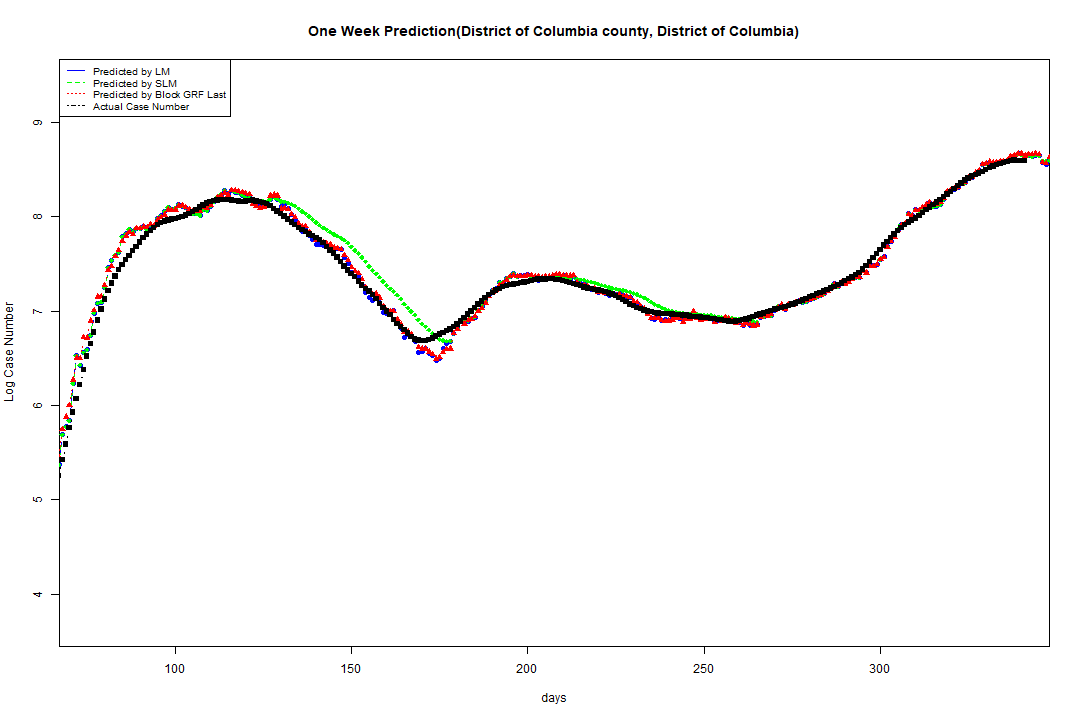 One Week Prediction(District of Columbia county, District of Columbia)
Predicted by LM
Predicted by SLM
Predicted by Block GRF Last
Actual Case Number
9
8
7
6
5
4
Log Case Number
100 150 200 250 300
days